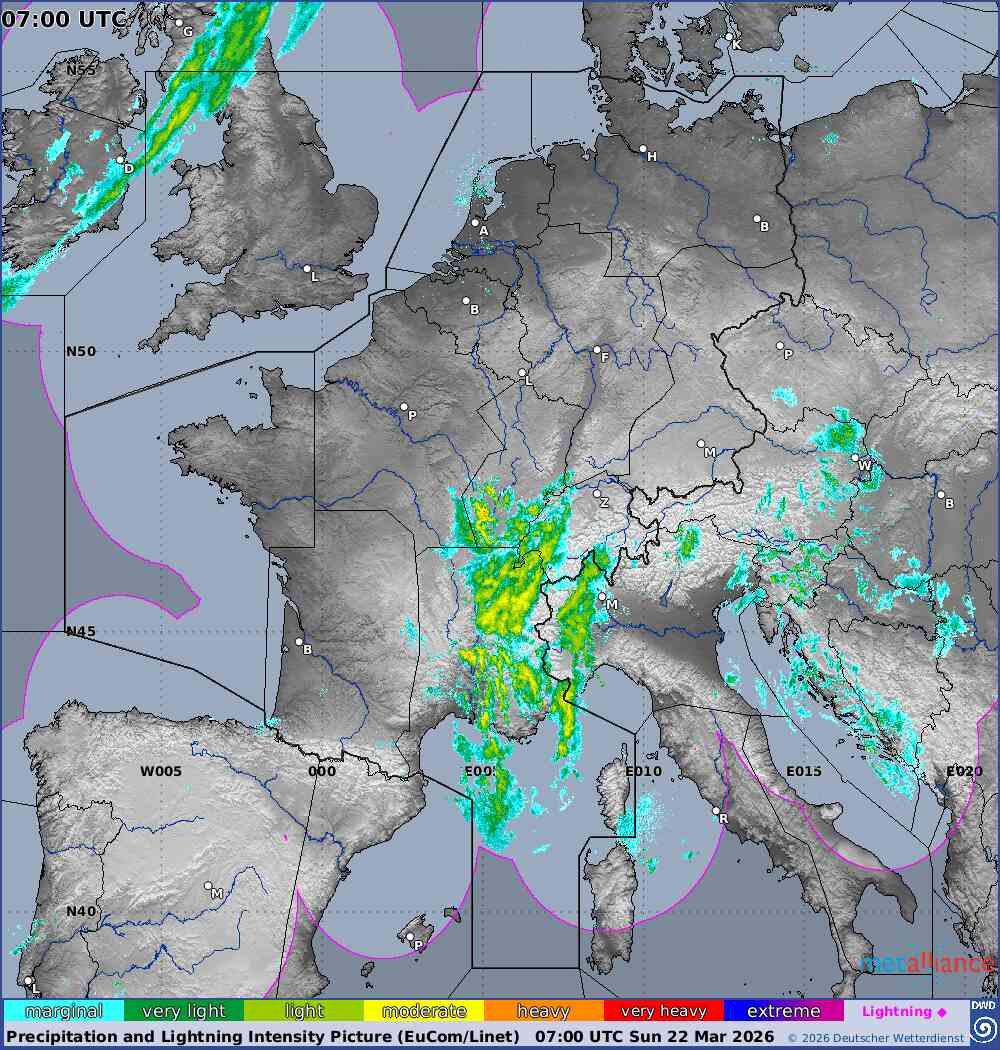 07:00 UTC
G
K
N55
D
H
A
B
L
B
N50
F
P
L
P
M
W
Z
B
M
N45
B
W005
000
E005
E010
E015
E020
R
M
N40
P
L
metalliance
marginal
very light
light
moderate
heavy
very heavy
extreme
Lightning ◆
DWD
Precipitation and Lightning Intensity Picture (EuCom/Linet) 07:00 UTC Sun 22 Mar 2026 © 2026 Deutscher Wetterdienst